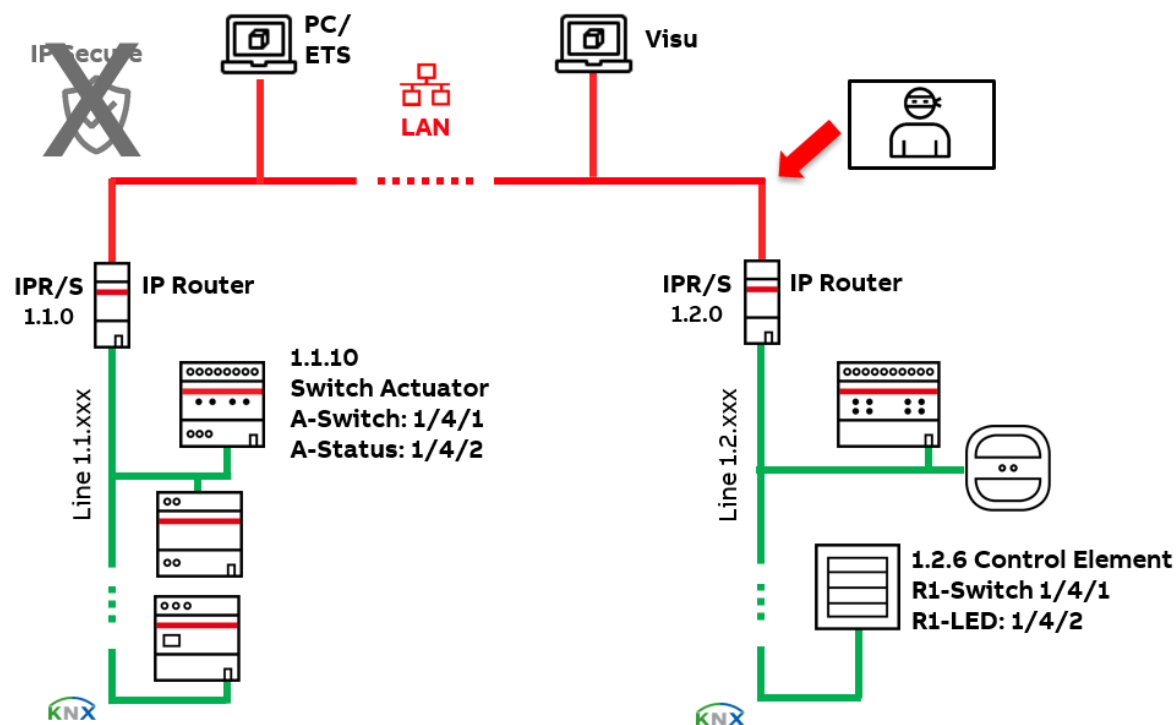 IP Secure
PC/
ETS
Visu
LAN
IPR/S
1.1.0
IP Router
IPR/S
1.2.0
IP Router
1.1.10
Switch Actuator
A-Switch: 1/4/1
A-Status: 1/4/2
Line 1.1.XXX
Line 1.2.XXX
1.2.6 Control Element
R1-Switch 1/4/1
R1-LED: 1/4/2
KNX
KNX